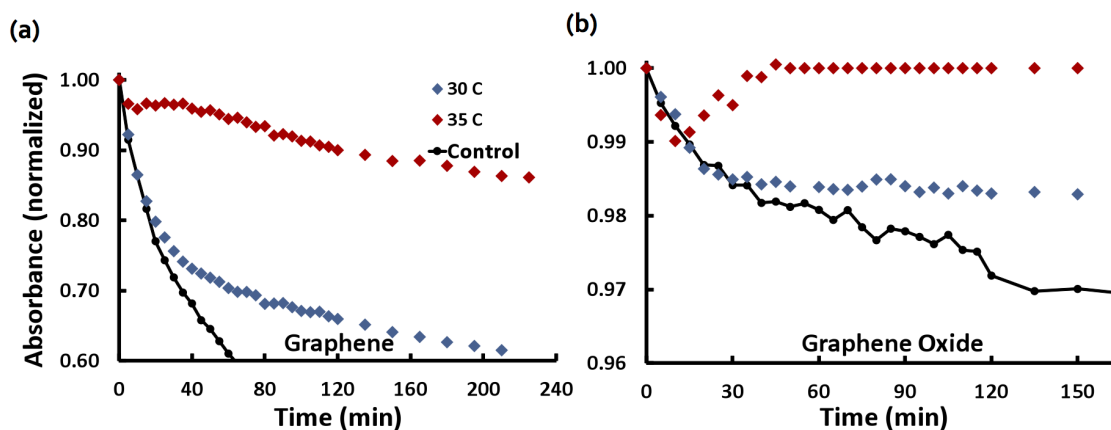 (a)
Absorbance (normalized)
1.00
0.90
0.80
0.70
0.60
30 C
35 C
Control
Graphene
0 40 80 120 160 200 240
Time (min)
(b)
1.00
0.99
0.98
0.97
0.96
Graphene Oxide
0 30 60 90 120 150
Time (min)